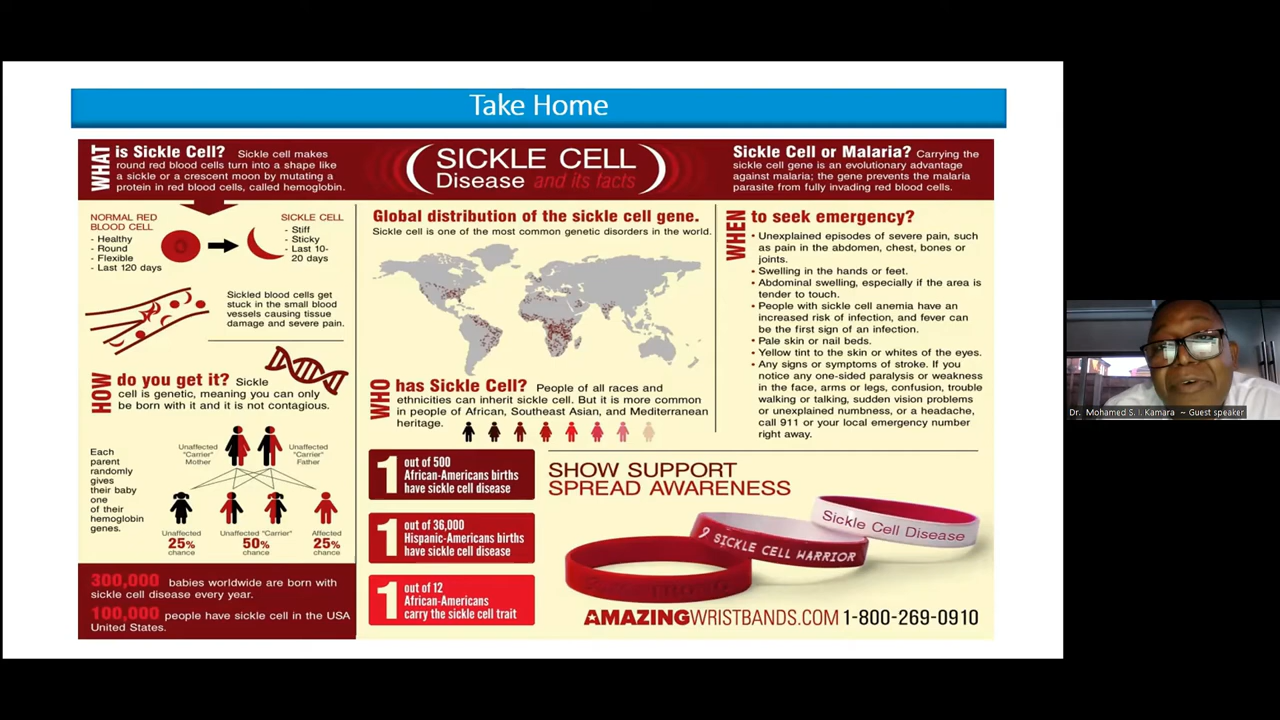 Take Home
WHAT is Sickle Cell? Sickle cell makes
round red blood cells turn into a shape like
a sickle or a crescent moon by mutating a
protein in red blood cells, called hemoglobin.
SICKLE CELL
Disease and its facts
Sickle Cell or Malaria? Carrying the
sickle cell gene is an evolutionary advantage
against malaria; the gene prevents the malaria
parasite from fully invading red blood cells.
NORMAL RED
BLOOD CELL
- Healthy
- Round
- Flexible
- Last 120 days
SICKLE CELL
- Stiff
- Sticky
- Last 10-
20 days
Sickled blood cells get
stuck in the small blood
vessels causing tissue
damage and severe pain.
HOW do you get it? Sickle
cell is genetic, meaning you can only
be born with it and it is not contagious.
Each
parent
randomly
gives
their baby
one
of their
hemoglobin
genes.
Unaffected
"Carrier"
Mother
Unaffected
"Carrier"
Father
Unaffected
25%
chance
Unaffected "Carrier"
50%
chance
Affected
25%
chance
300,000 babies worldwide are born with
sickle cell disease every year.
100,000 people have sickle cell in the USA
United States.
Global distribution of the sickle cell gene.
Sickle cell is one of the most common genetic disorders in the world.
WHO has Sickle Cell? People of all races and
ethnicities can inherit sickle cell. But it is more common
in people of African, Southeast Asian, and Mediterranean
heritage.
1 out of 500
African-Americans births
have sickle cell disease
1 out of 36,000
Hispanic-Americans births
have sickle cell disease
1 out of 12
African-Americans
carry the sickle cell trait
WHEN to seek emergency?
• Unexplained episodes of severe pain, such
as pain in the abdomen, chest, bones or
joints.
• Swelling in the hands or feet.
• Abdominal swelling, especially if the area is
tender to touch.
• People with sickle cell anemia have an
increased risk of infection, and fever can
be the first sign of an infection.
• Pale skin or nail beds.
• Yellow tint to the skin or whites of the eyes.
• Any signs or symptoms of stroke. If you
notice any one-sided paralysis or weakness
in the face, arms or legs, confusion, trouble
walking or talking, sudden vision problems
or unexplained numbness, or a headache,
call 911 or your local emergency number
right away.
SHOW SUPPORT
SPREAD AWARENESS
SICKLE CELL WARRIOR
Sickle Cell Disease
AMAZINGWRISTBANDS.COM 1-800-269-0910
Dr. Mohamed S. I. Kamara ~ Guest speaker